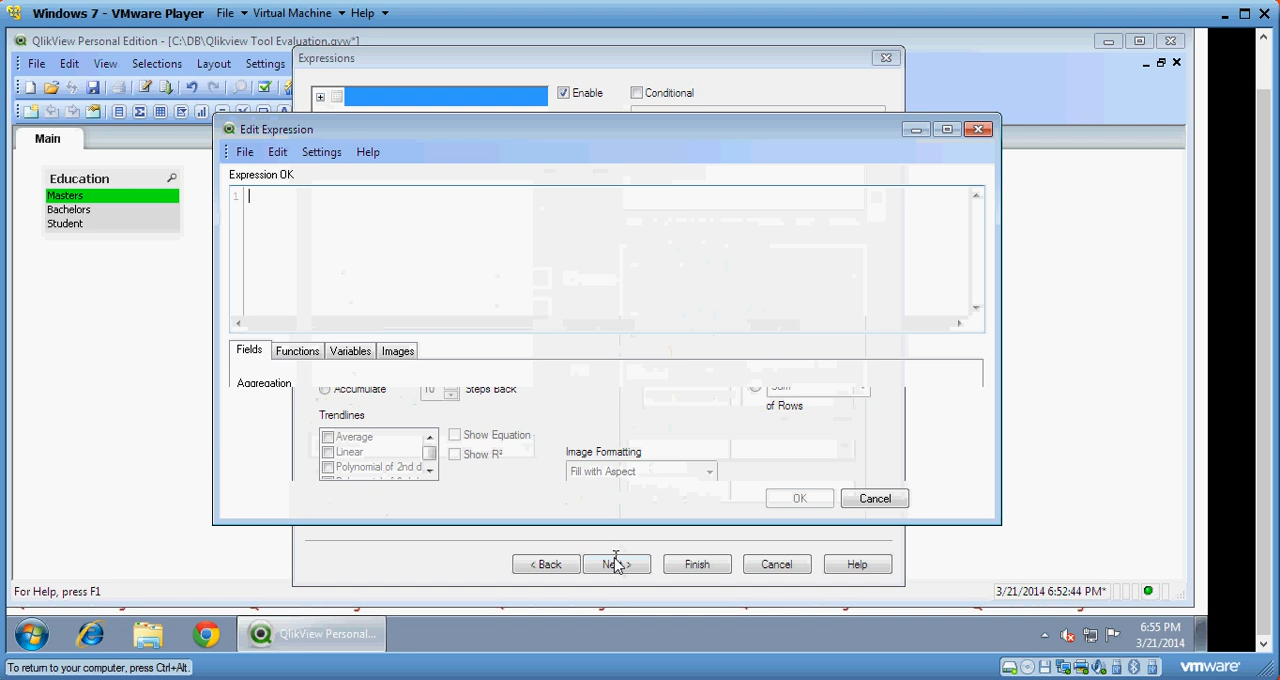 Windows 7 - VMware Player File Virtual Machine Help
QlikView Personal Edition - [C:\DB\Qlikview Tool Evaluation.qvw*]
File Edit View Selections Layout Settings
Expressions
Enable Conditional
Main
Education
Masters
Bachelors
Student
Edit Expression
File Edit Settings Help
Expression OK
1
Fields Functions Variables Images
Aggregation
Accumulate 10 Steps Back
Sum
of Rows
Trendlines
Average
Linear
Polynomial of 2nd d
Show Equation
Show R²
Image Formatting
Fill with Aspect
OK Cancel
< Back Next > Finish Cancel Help
For Help, press F1
3/21/2014 6:52:44 PM*
QlikView Personal...
6:55 PM
3/21/2014
To return to your computer, press Ctrl+Alt.
vmware